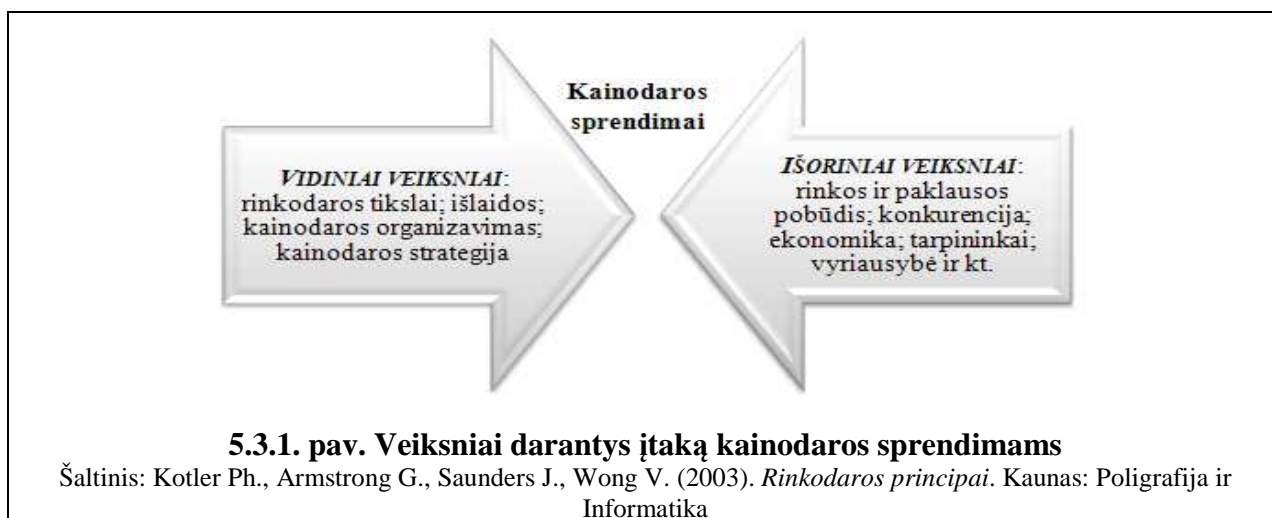 Kainodaros
sprendimai
VIDINIAI VEIKSNIAI:
rinkodaros tikslai; išlaidos;
kainodaros organizavimas;
kainodaros strategija
IŠORINIAI VEIKSNIAI:
rinkos ir paklausos
pobūdis; konkurencija;
ekonomika; tarpininkai;
vyriausybė ir kt.
5.3.1. pav. Veiksniai darantys įtaką kainodaros sprendimams
Šaltinis: Kotler Ph., Armstrong G., Saunders J., Wong V. (2003). Rinkodaros principai. Kaunas: Poligrafija ir
Informatika